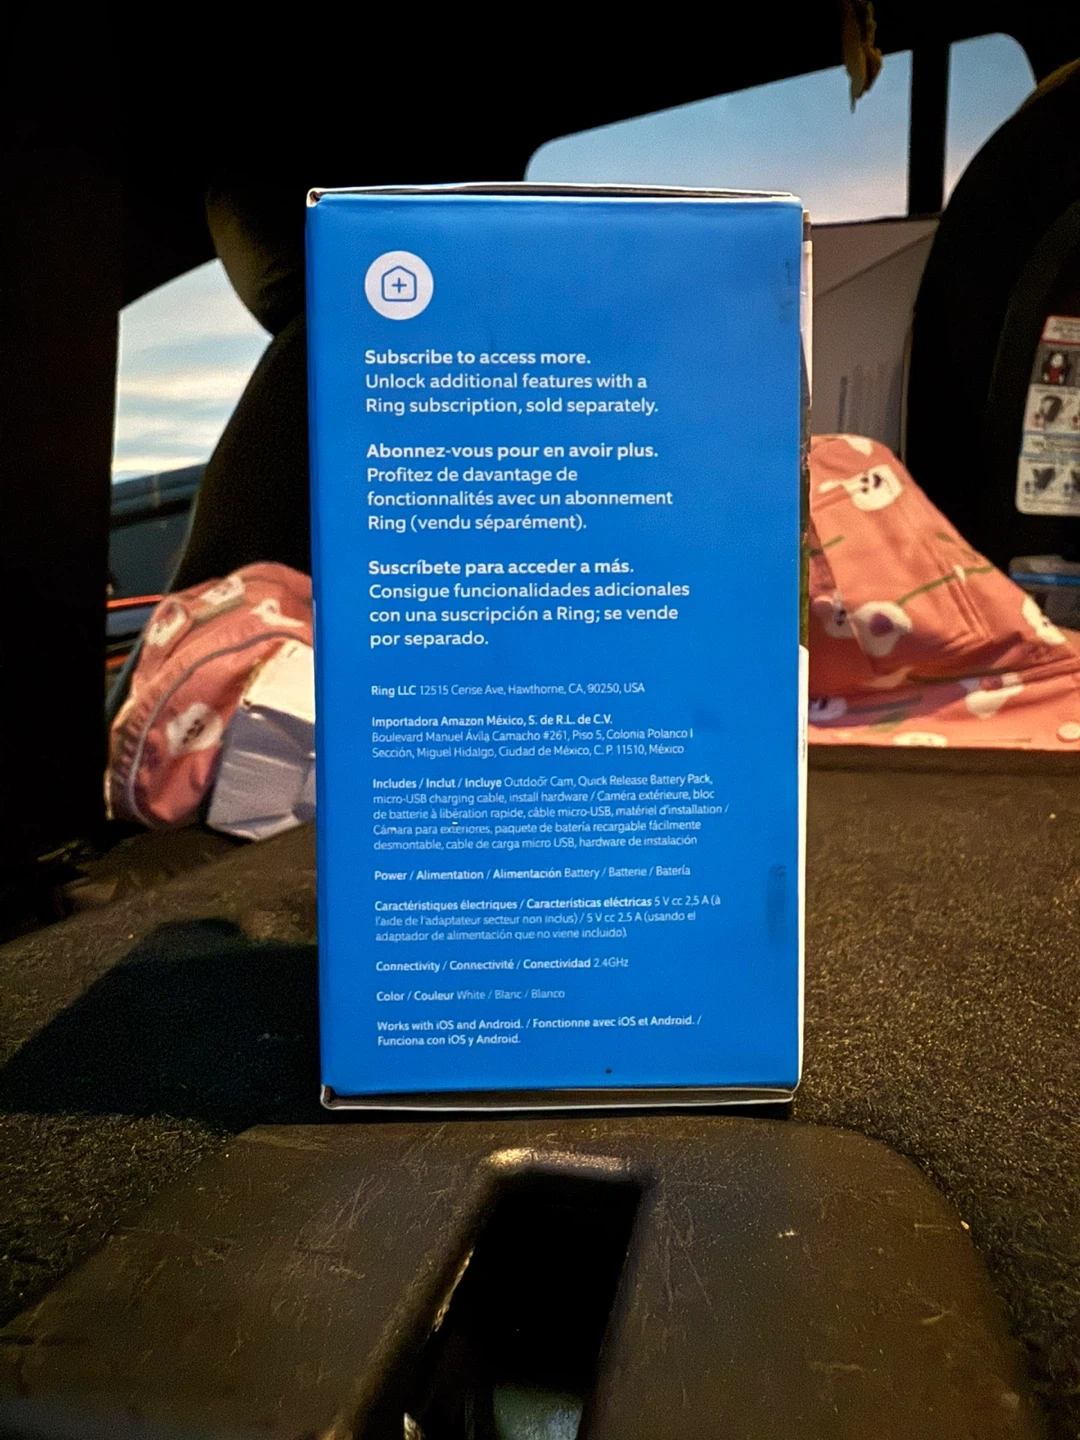 Subscribe to access more.
Unlock additional features with a
Ring subscription, sold separately.
Abonnez-vous pour en avoir plus.
Profitez de davantage de
fonctionnalités avec un abonnement
Ring (vendu séparément).
Suscríbete para acceder a más.
Consigue funcionalidades adicionales
con una suscripción a Ring; se vende
por separado.
Ring LLC 12515 Cerise Ave, Hawthorne, CA, 90250, USA
Importadora Amazon México, S. de R.L. de C.V.
Boulevard Manuel Ávila Camacho #261, Piso 5, Colonia Polanco I
Sección, Miguel Hidalgo, Ciudad de México, C. P. 11510, México
Includes / Inclut / Incluye Outdoor Cam, Quick Release Battery Pack,
micro-USB charging cable, install hardware / Caméra extérieure, bloc
de batterie à libération rapide, câble micro-USB, matériel d'installation /
Cámara para exteriores, paquete de batería recargable fácilmente
desmontable, cable de carga micro USB, hardware de instalación
Power / Alimentation / Alimentación Battery / Batterie / Batería
Caractéristiques électriques / Características eléctricas 5 V cc 2,5 A (à
l'aide de l'adaptateur secteur non inclus) / 5 V cc 2.5 A (usando el
adaptador de alimentación que no viene incluido)
Connectivity / Connectivité / Conectividad 2.4GHz
Color / Couleur White / Blanc / Blanco
Works with iOS and Android. / Fonctionne avec iOS et Android. /
Funciona con iOS y Android.